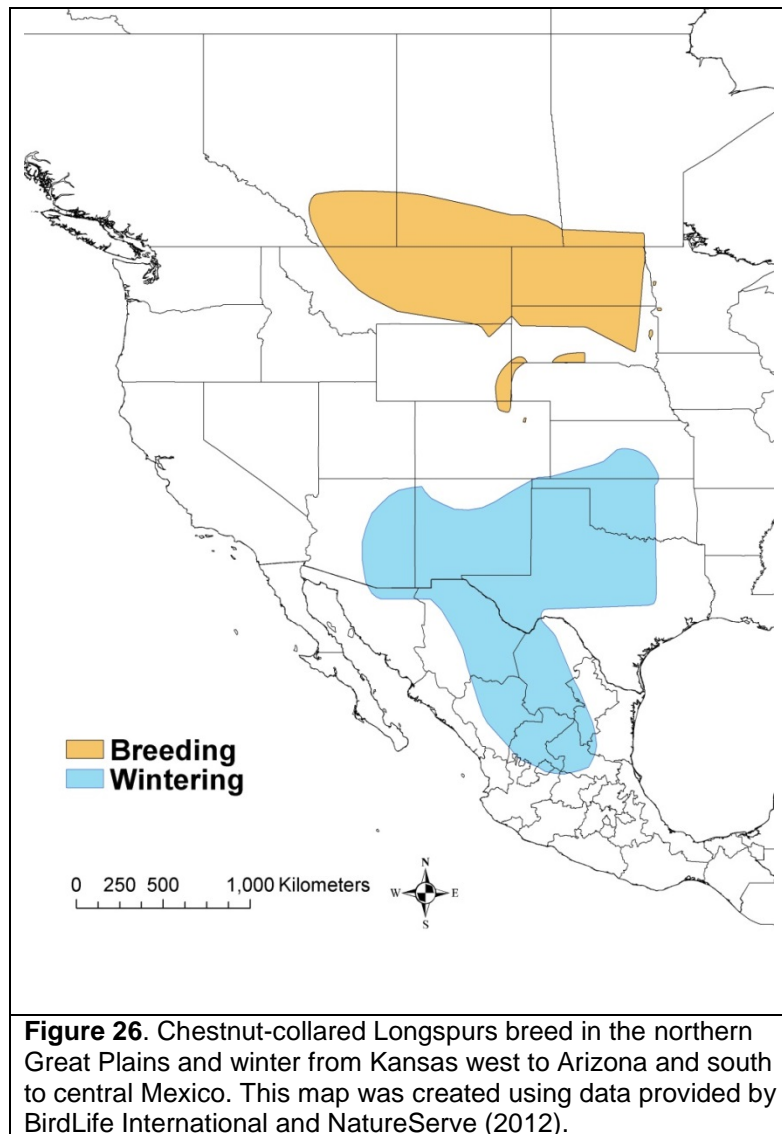 Breeding
Wintering
0 250 500 1,000 Kilometers
N
W E
S
Figure 26. Chestnut-collared Longspurs breed in the northern
Great Plains and winter from Kansas west to Arizona and south
to central Mexico. This map was created using data provided by
BirdLife International and NatureServe (2012).